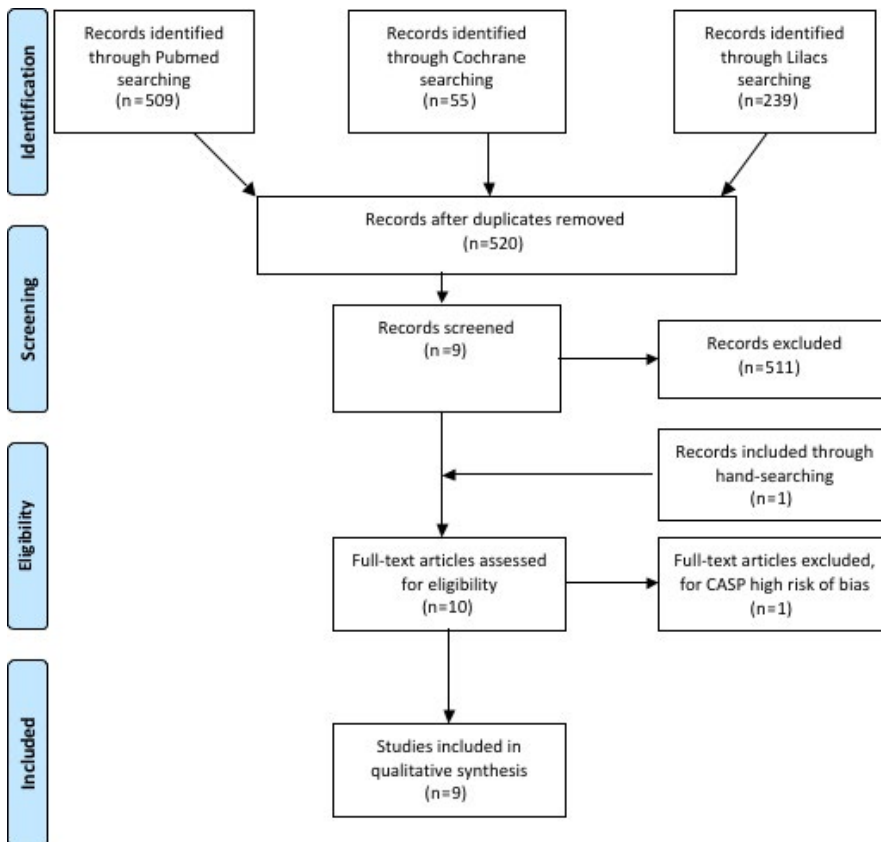 Identification
Records identified
through Pubmed
searching
(n=509)
Records identified
through Cochrane
searching
(n=55)
Records identified
through Lilacs
searching
(n=239)
Records after duplicates removed
(n=520)
Screening
Records screened
(n=9)
Records excluded
(n=511)
Eligibility
Records included through
hand-searching
(n=1)
Full-text articles assessed
for eligibility
(n=10)
Full-text articles excluded,
for CASP high risk of bias
(n=1)
Included
Studies included in
qualitative synthesis
(n=9)